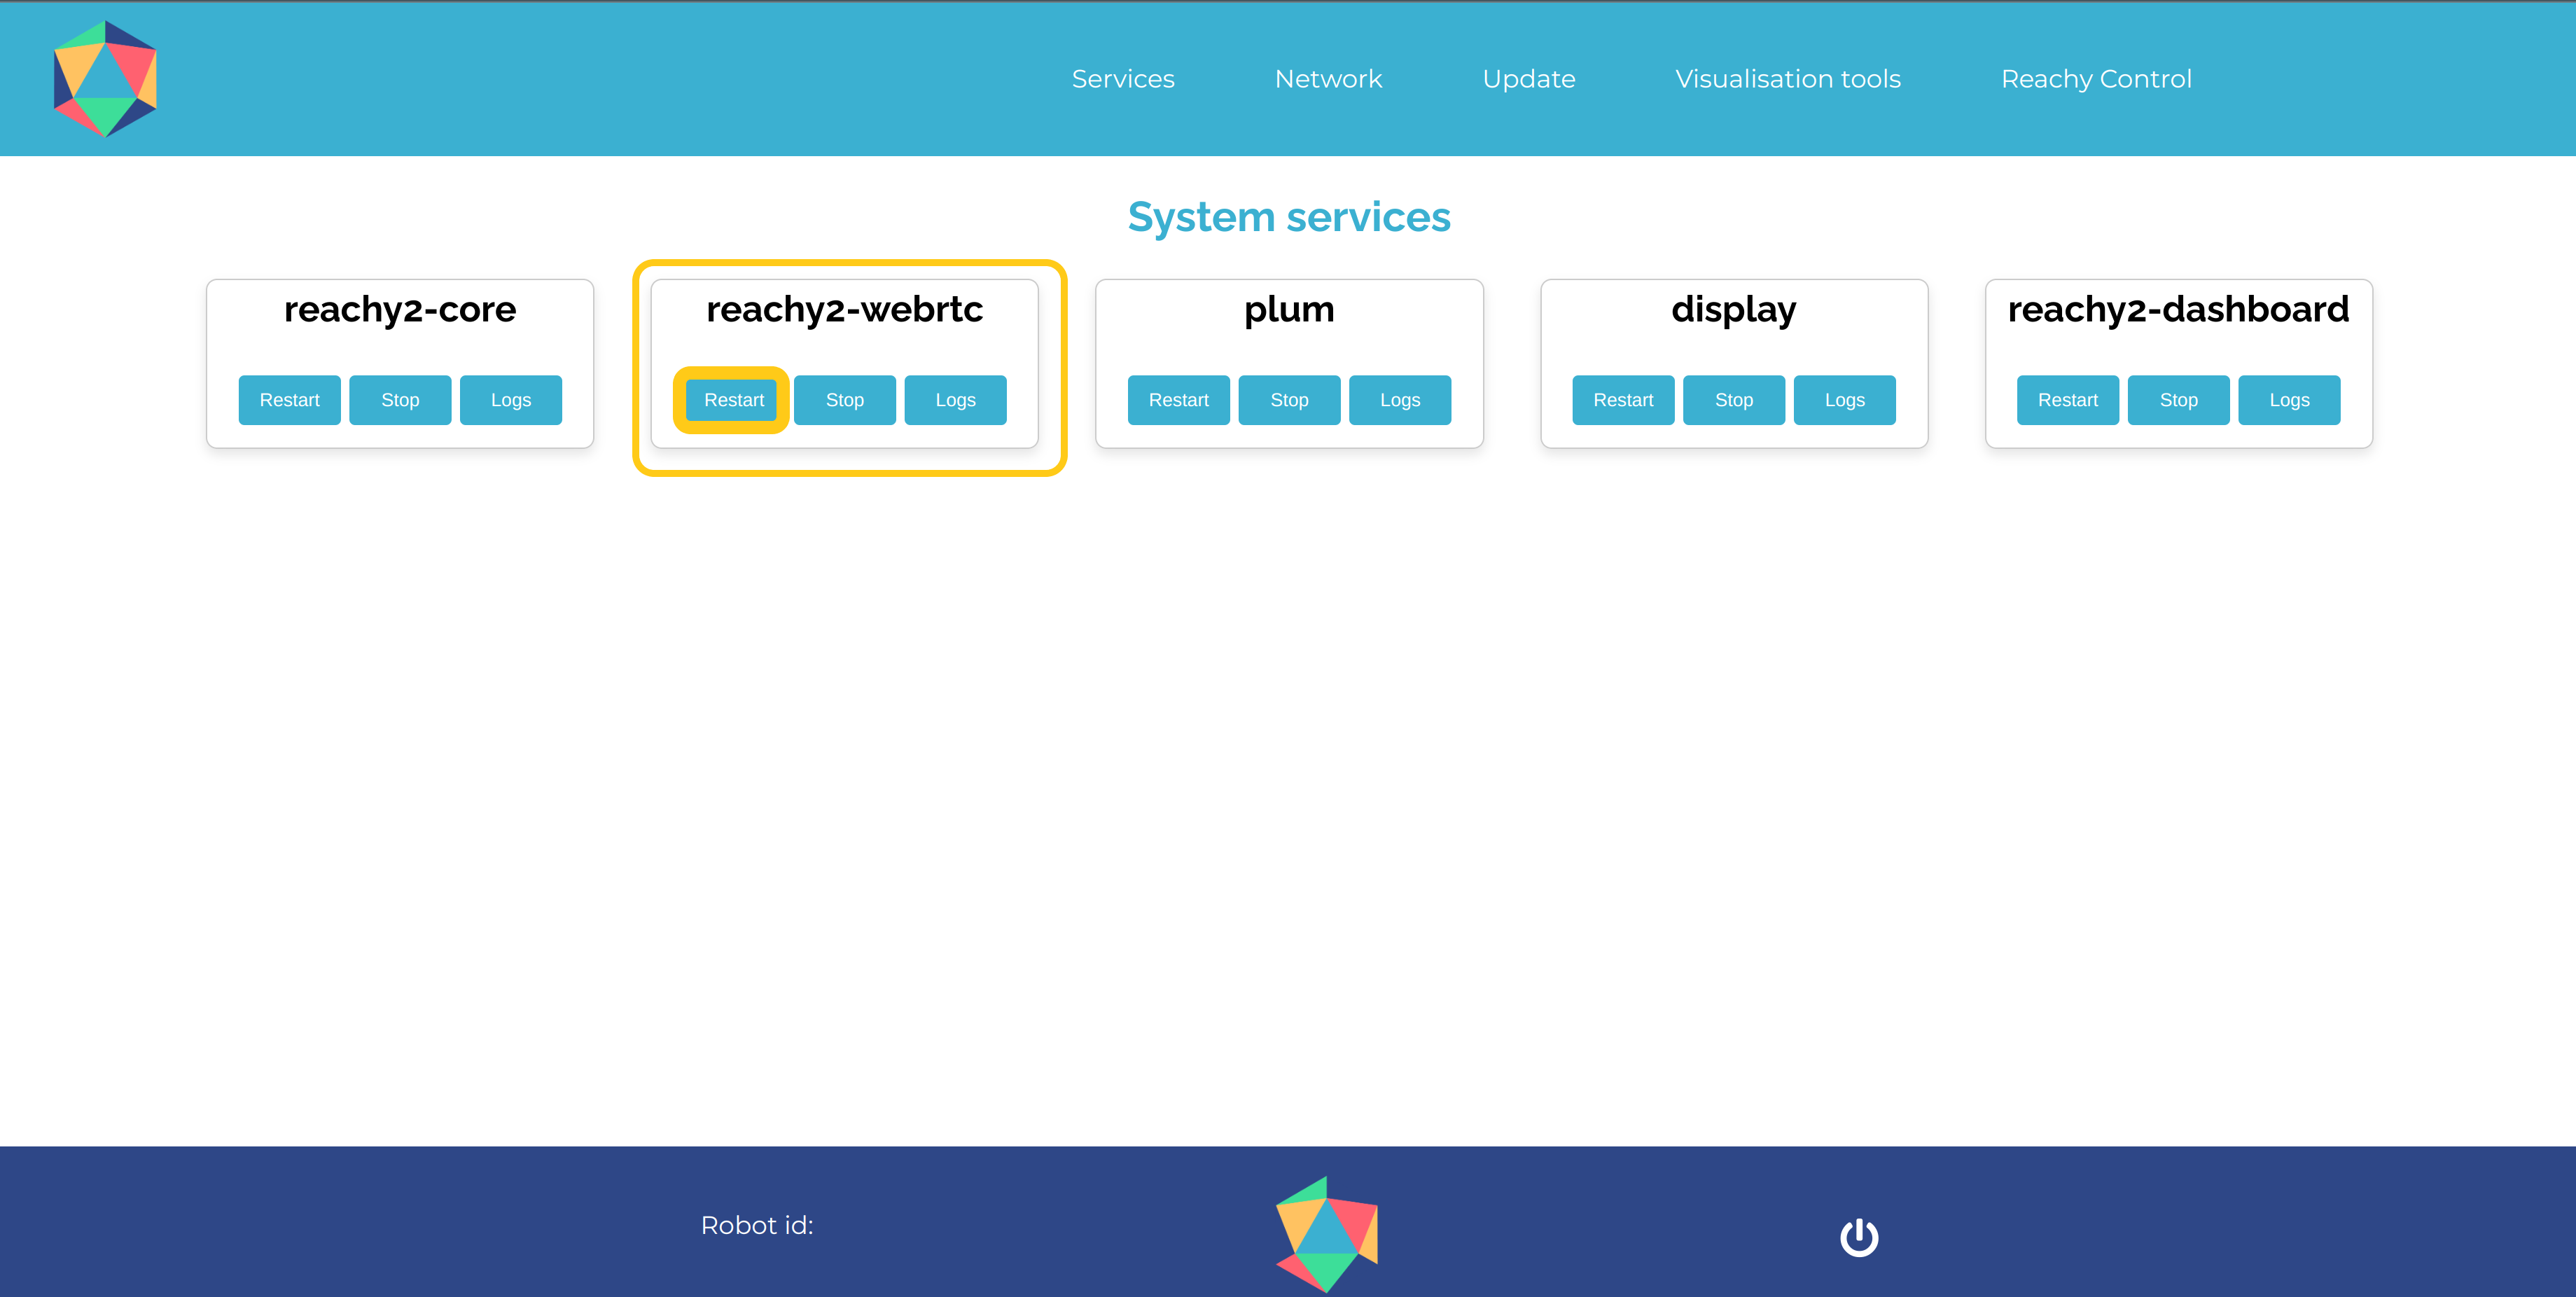 Services Network Update Visualisation tools Reachy Control
System services
reachy2-core reachy2-webrtc plum display reachy2-dashboard
Restart Stop Logs Restart Stop Logs Restart Stop Logs Restart Stop Logs Restart Stop Logs
Robot id: